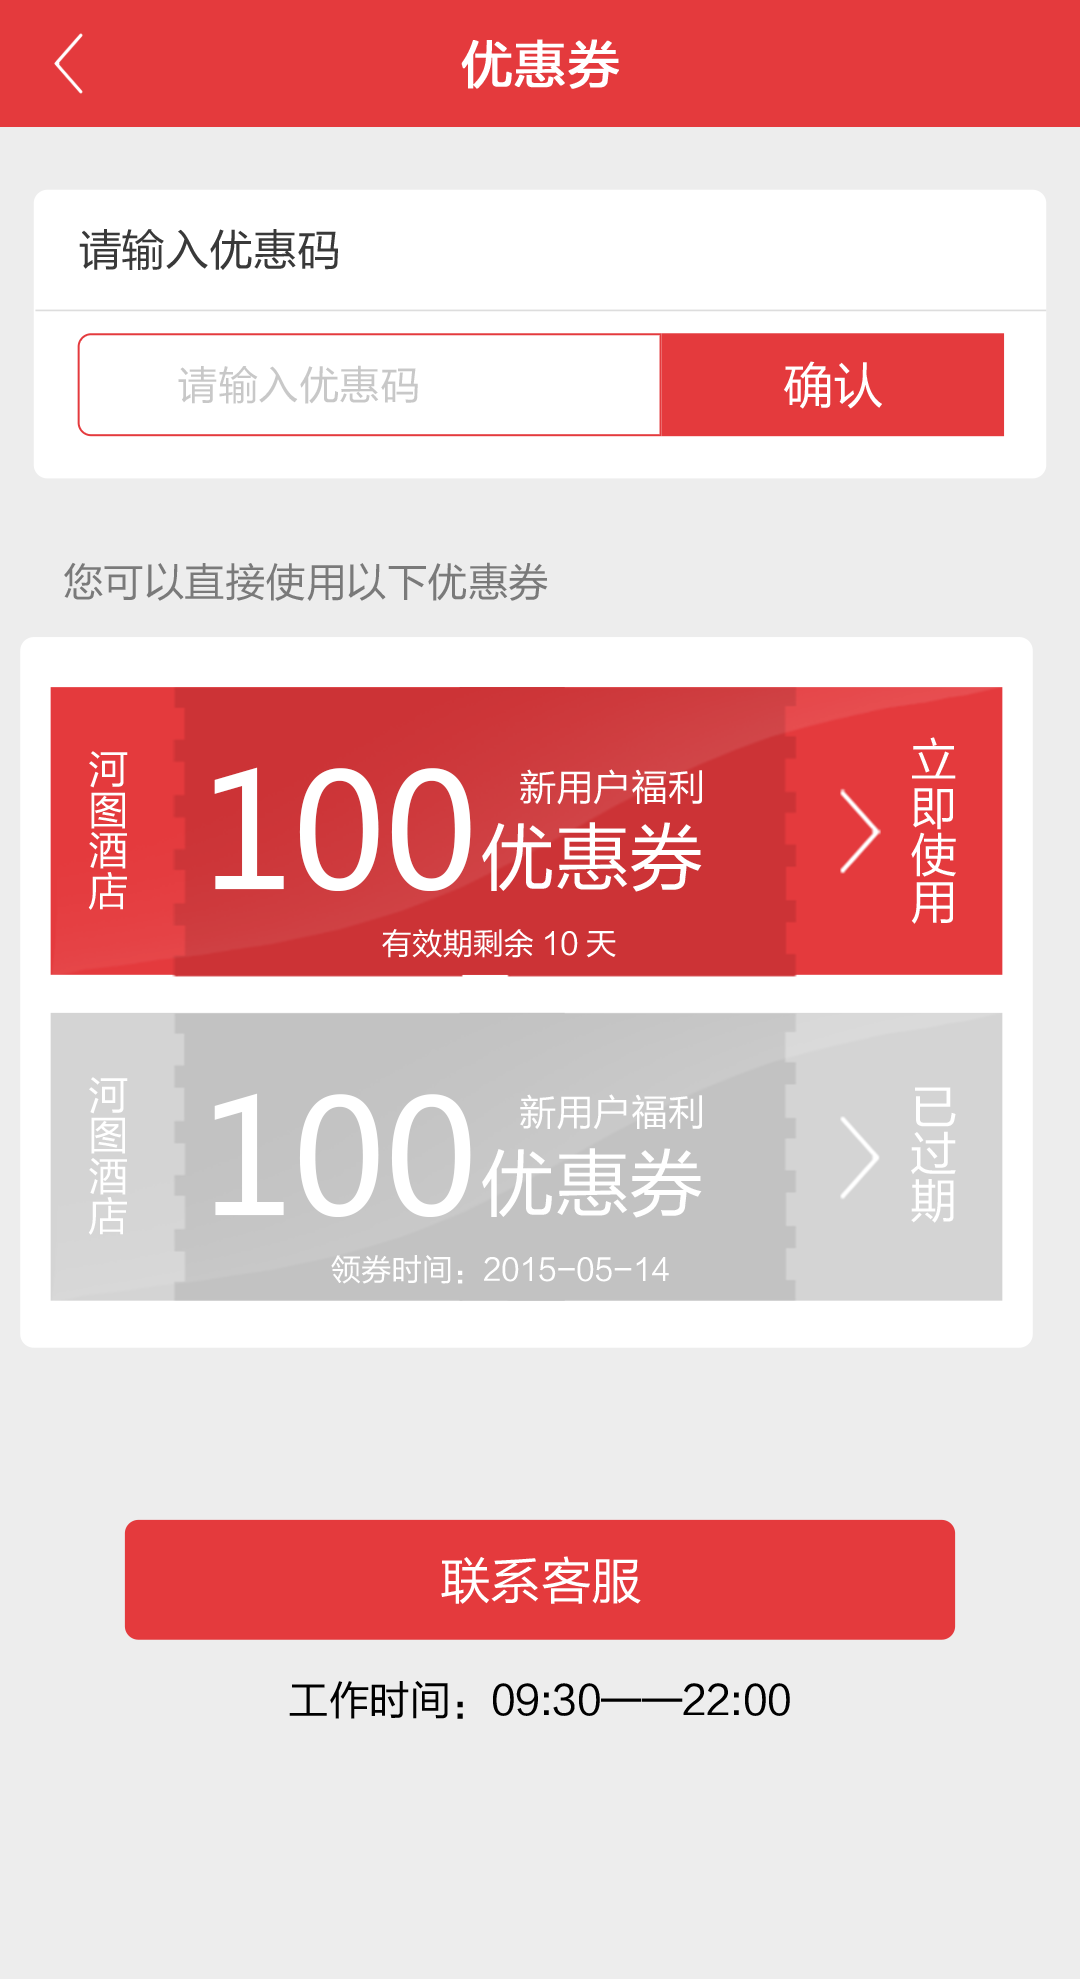 优惠券
请输入优惠码
请输入优惠码
确认
您可以直接使用以下优惠券
河图酒店
100
新用户福利
优惠券
有效期剩余 10 天
立即使用
河图酒店
100
新用户福利
优惠券
领券时间：2015-05-14
已过期
联系客服
工作时间：09:30——22:00